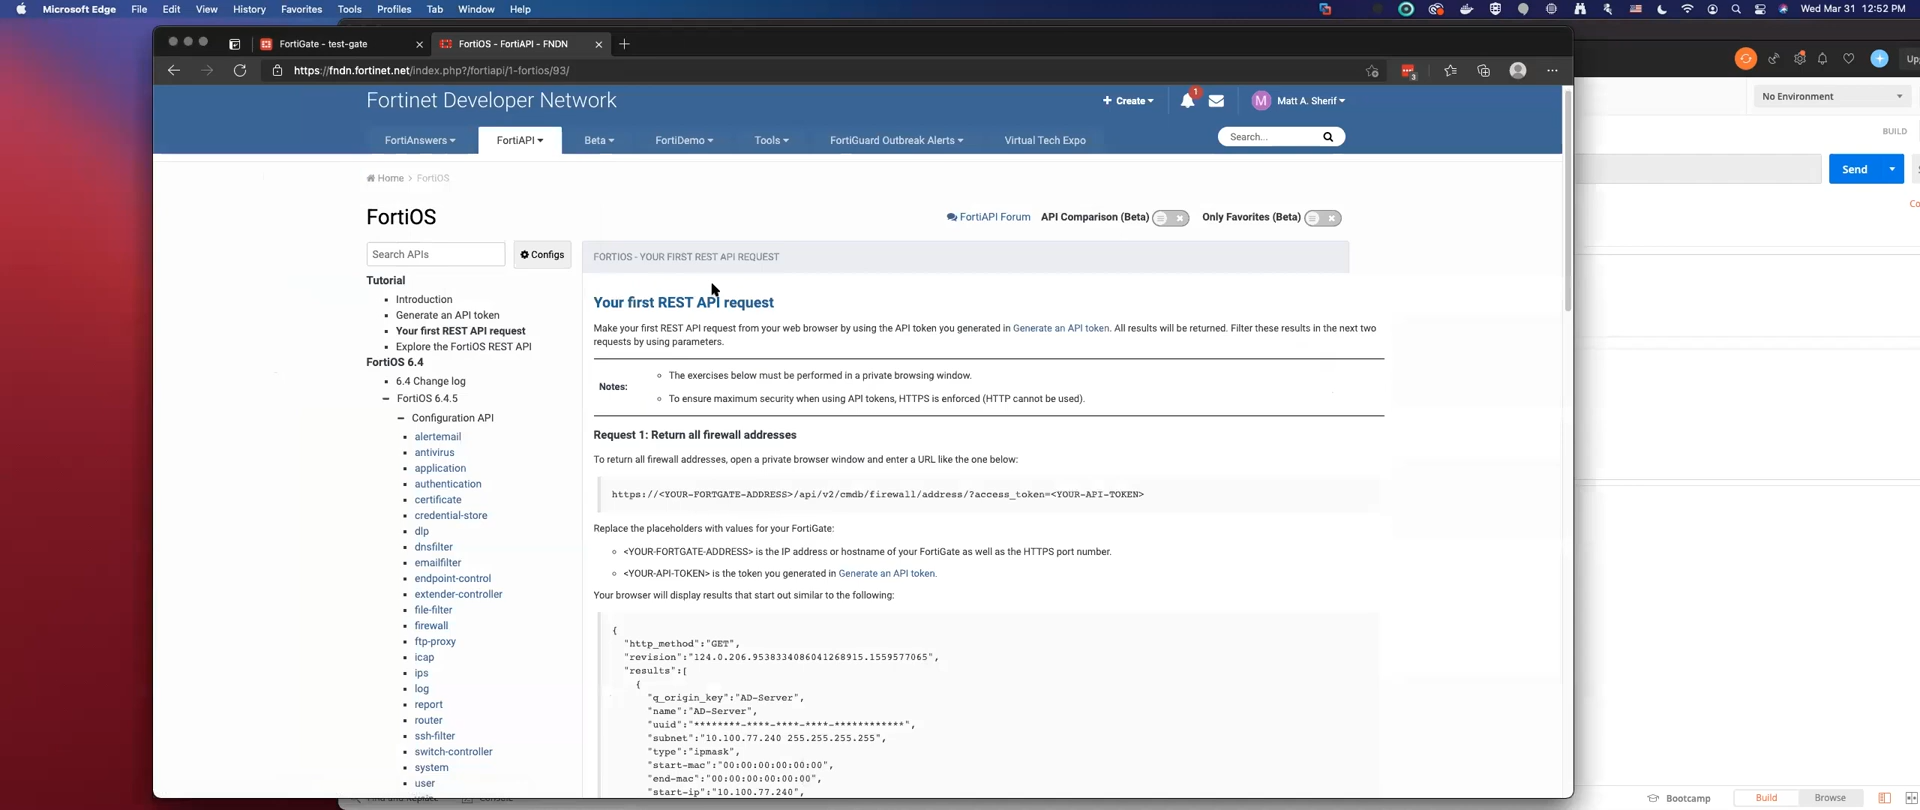 Microsoft Edge File Edit View History Favorites Tools Profiles Tab Window Help Wed Mar 31 12:52 PM
FortiGate - test-gate
FortiOS - FortiAPI - FNDN
https://fndn.fortinet.net/index.php?/fortiapi/1-fortios/93/
3
Fortinet Developer Network
+ Create
1
M Matt A. Sherif
FortiAnswers FortiAPI Beta FortiDemo Tools FortiGuard Outbreak Alerts Virtual Tech Expo
Search...
Home > FortiOS
FortiOS
FortiAPI Forum API Comparison (Beta) Only Favorites (Beta)
Search APIs
Configs
Tutorial
Introduction
Generate an API token
Your first REST API request
Explore the FortiOS REST API
FortiOS 6.4
6.4 Change log
FortiOS 6.4.5
Configuration API
alertemail
antivirus
application
authentication
certificate
credential-store
dlp
dnsfilter
emailfilter
endpoint-control
extender-controller
file-filter
firewall
ftp-proxy
icap
ips
log
report
router
ssh-filter
switch-controller
system
user
FORTIOS - YOUR FIRST REST API REQUEST
Your first REST API request
Make your first REST API request from your web browser by using the API token you generated in Generate an API token. All results will be returned. Filter these results in the next two
requests by using parameters.
Notes:
The exercises below must be performed in a private browsing window.
To ensure maximum security when using API tokens, HTTPS is enforced (HTTP cannot be used).
Request 1: Return all firewall addresses
To return all firewall addresses, open a private browser window and enter a URL like the one below:
https://<YOUR-FORTGATE-ADDRESS>/api/v2/cmdb/firewall/address/?access_token=<YOUR-API-TOKEN>
Replace the placeholders with values for your FortiGate:
<YOUR-FORTGATE-ADDRESS> is the IP address or hostname of your FortiGate as well as the HTTPS port number.
<YOUR-API-TOKEN> is the token you generated in Generate an API token.
Your browser will display results that start out similar to the following:
{
"http_method":"GET",
"revision":"124.0.206.9538334086041268915.1559577065",
"results":[
{
"q_origin_key":"AD-Server",
"name":"AD-Server",
"uuid":"********-****-****-****-************",
"subnet":"10.100.77.240 255.255.255.255",
"type":"ipmask",
"start-mac":"00:00:00:00:00:00",
"end-mac":"00:00:00:00:00:00",
"start-ip":"10.100.77.240",
No Environment
BUILD
Send
Bootcamp Build Browse